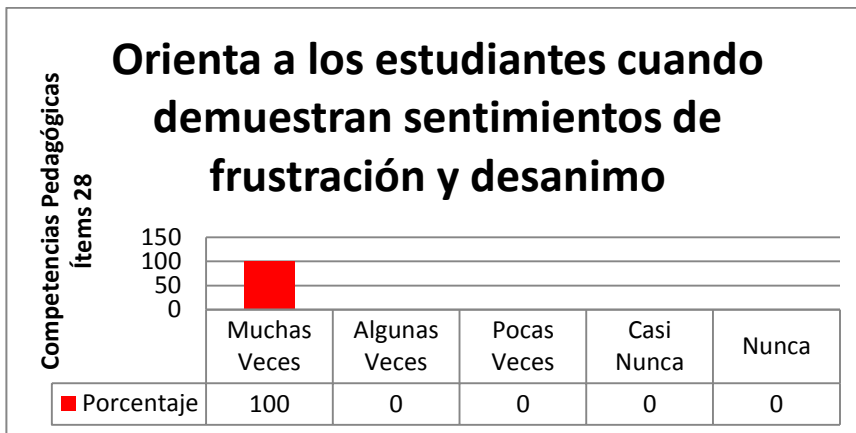 Orienta a los estudiantes cuando
demuestran sentimientos de
frustración y desanimo
Competencias Pedagógicas
Ítems 28
150
100
50
0
Muchas Veces
Algunas Veces
Pocas Veces
Casi Nunca
Nunca
Porcentaje 100 0 0 0 0